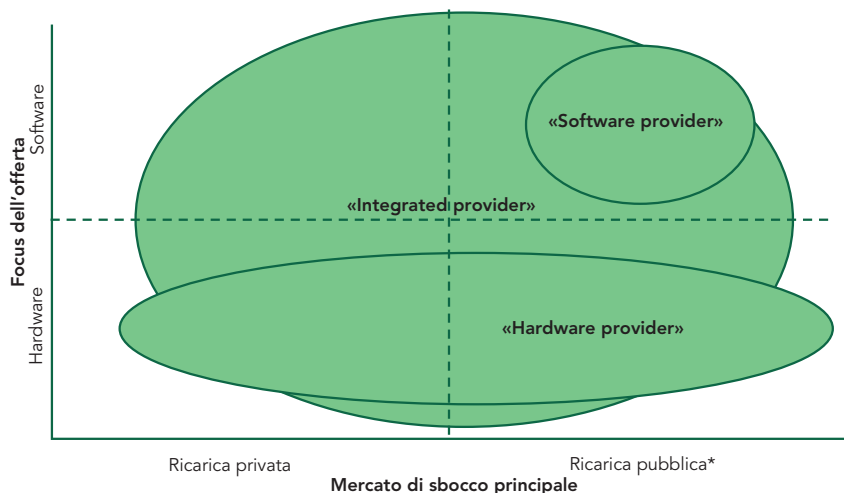 Focus dell'offerta
Software
Hardware
«Software provider»
«Integrated provider»
«Hardware provider»
Ricarica privata
Ricarica pubblica*
Mercato di sbocco principale